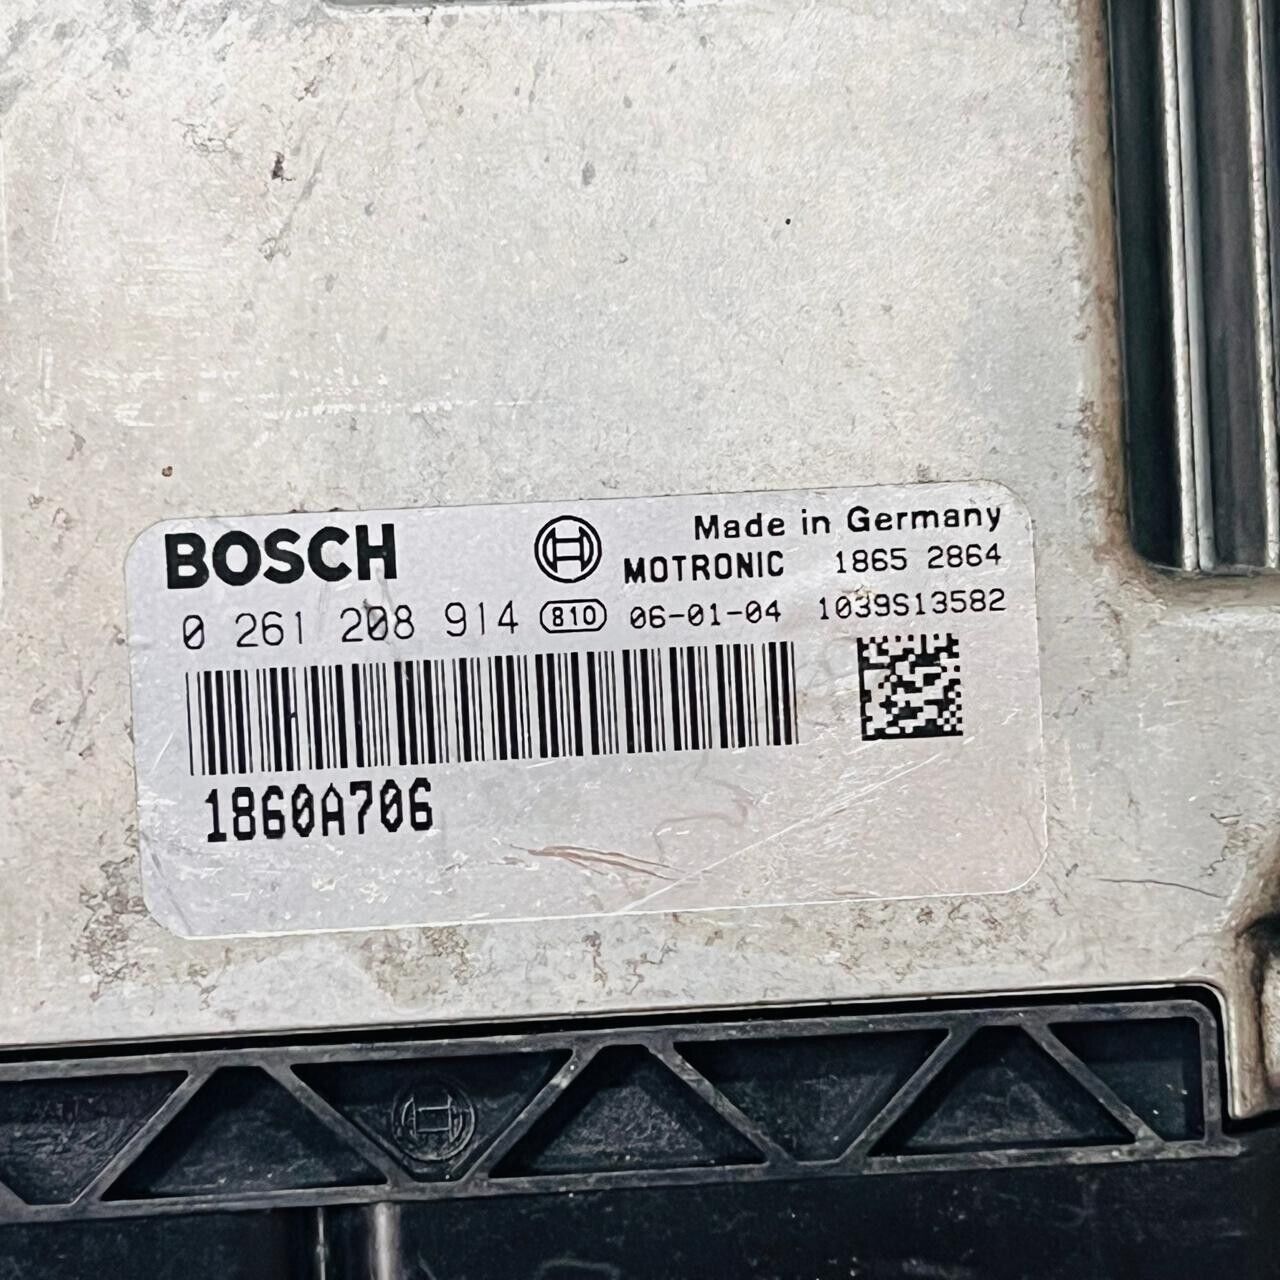 BOSCH
Made in Germany
MOTRONIC 1865 2864
0 261 208 914 810 06-01-04 1039S13582
1860A706